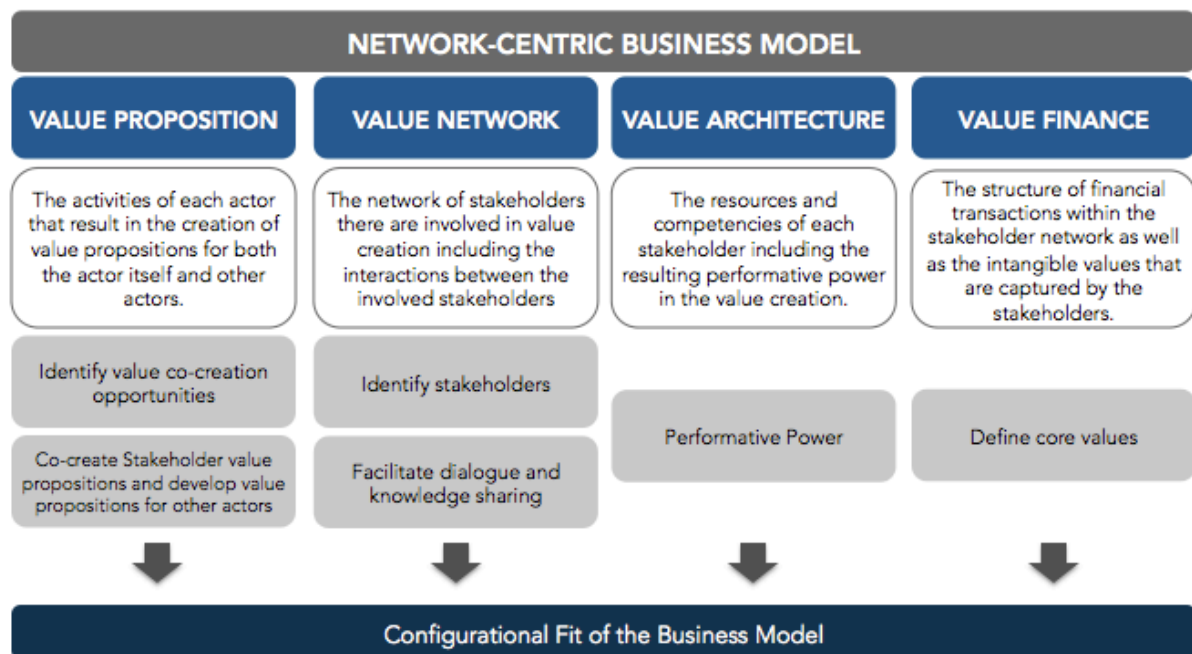 NETWORK-CENTRIC BUSINESS MODEL
VALUE PROPOSITION
The activities of each actor
that result in the creation of
value propositions for both
the actor itself and other
actors.
Identify value co-creation
opportunities
Co-create Stakeholder value
propositions and develop value
propositions for other actors
VALUE NETWORK
The network of stakeholders
there are involved in value
creation including the
interactions between the
involved stakeholders
Identify stakeholders
Facilitate dialogue and
knowledge sharing
VALUE ARCHITECTURE
The resources and
competencies of each
stakeholder including the
resulting performative power
in the value creation.
Performative Power
VALUE FINANCE
The structure of financial
transactions within the
stakeholder network as well
as the intangible values that
are captured by the
stakeholders.
Define core values
Configurational Fit of the Business Model